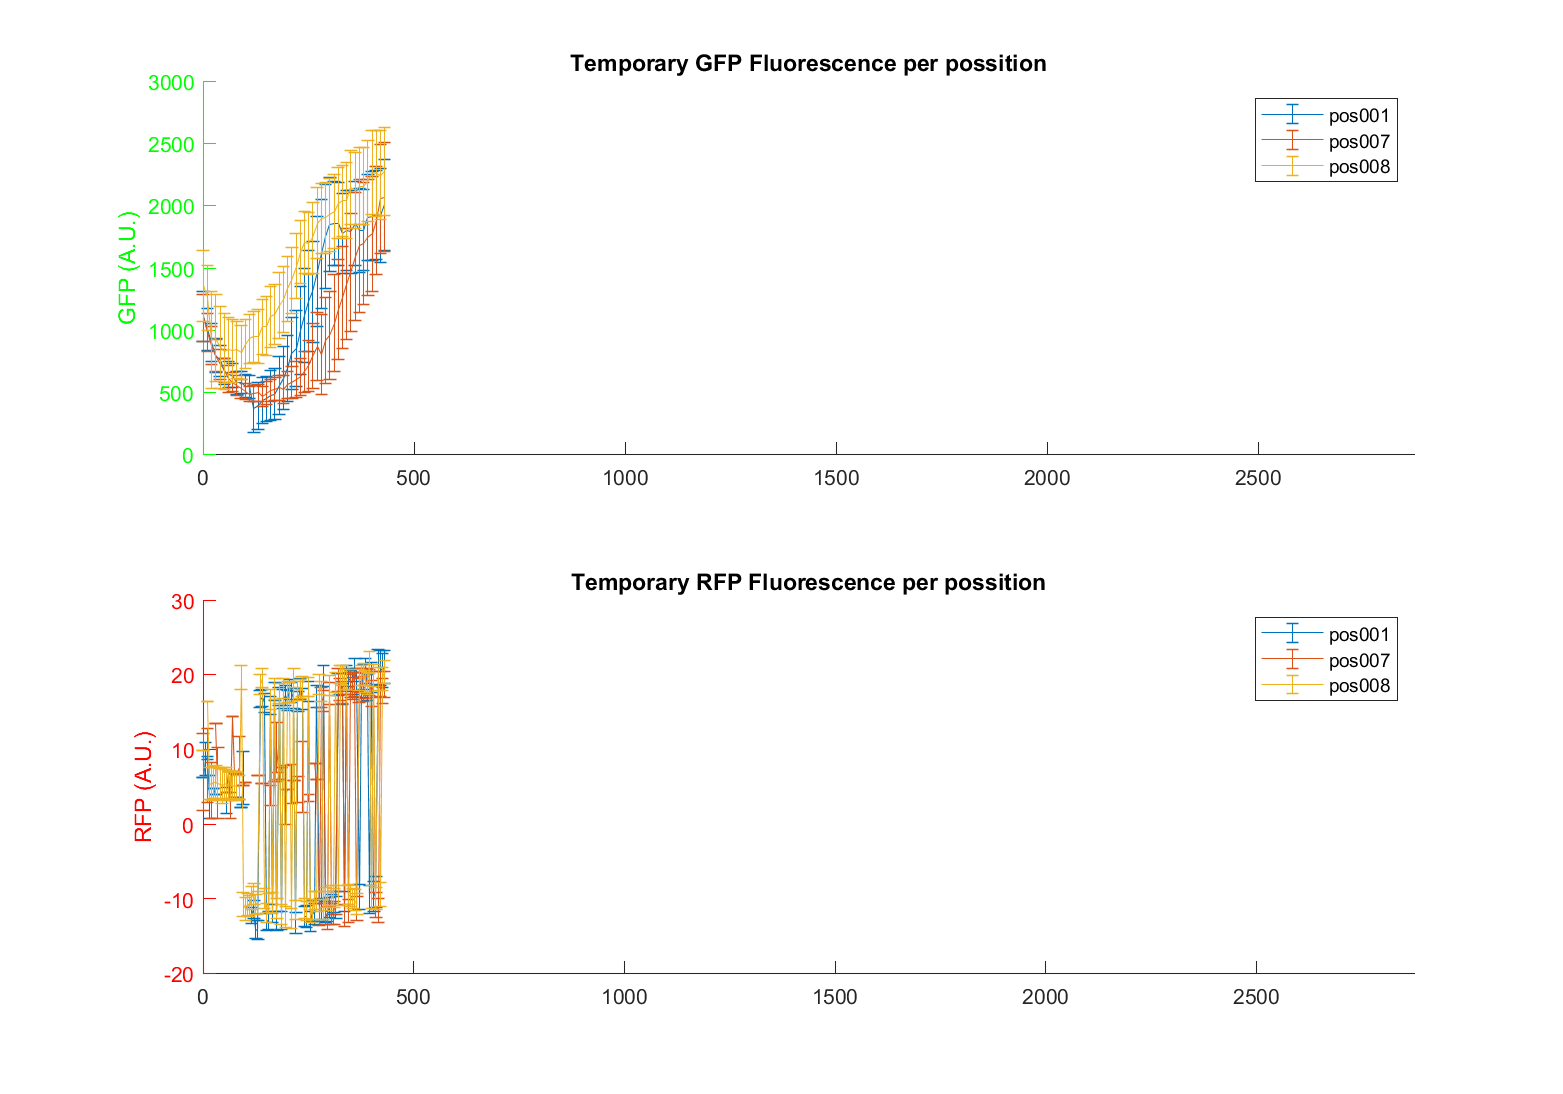 Temporary GFP Fluorescence per possition
3000
2500
2000
1500
1000
500
0
GFP (A.U.)
pos001
pos007
pos008
0 500 1000 1500 2000 2500
Temporary RFP Fluorescence per possition
30
20
10
0
-10
-20
RFP (A.U.)
pos001
pos007
pos008
0 500 1000 1500 2000 2500